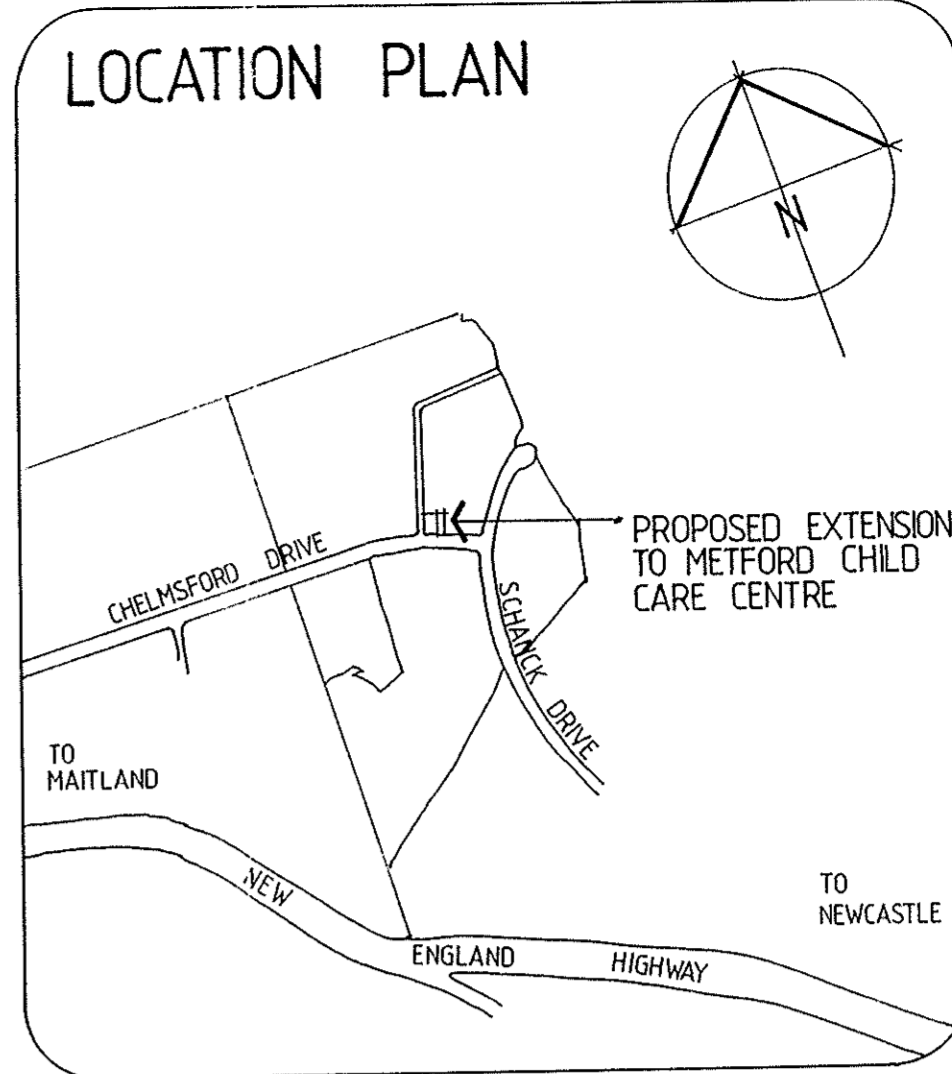 LOCATION PLAN
N
PROPOSED EXTENSION
TO METFORD CHILD
CARE CENTRE
CHELMSFORD DRIVE
SCHANCK DRIVE
TO
MAITLAND
TO
NEWCASTLE
NEW ENGLAND HIGHWAY